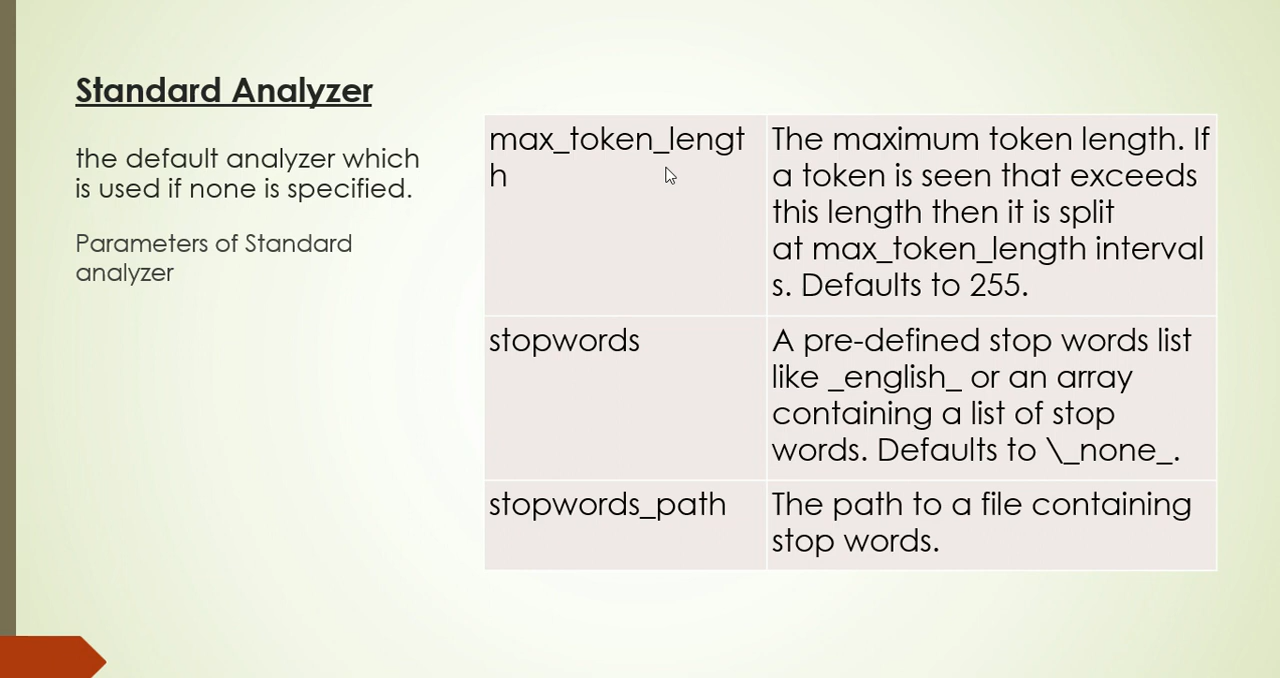 Standard Analyzer
the default analyzer which
is used if none is specified.
Parameters of Standard
analyzer
max_token_lengt
h
The maximum token length. If
a token is seen that exceeds
this length then it is split
at max_token_length interval
s. Defaults to 255.
stopwords
A pre-defined stop words list
like _english_ or an array
containing a list of stop
words. Defaults to \_none_.
stopwords_path
The path to a file containing
stop words.